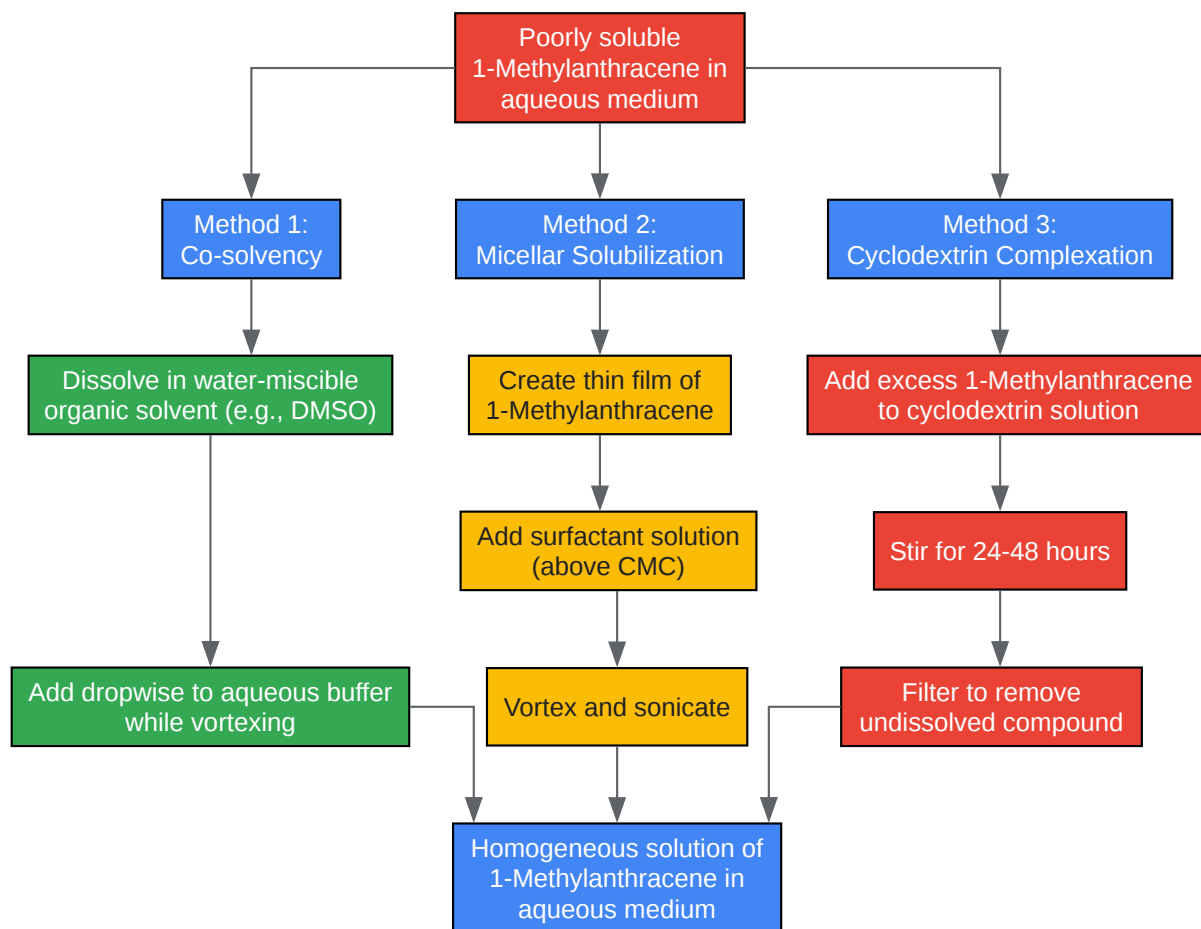 Poorly soluble
1-Methylanthracene in
aqueous medium
Method 1:
Co-solvency
Method 2:
Micellar Solubilization
Method 3:
Cyclodextrin Complexation
Dissolve in water-miscible
organic solvent (e.g., DMSO)
Create thin film of
1-Methylanthracene
Add excess 1-Methylanthracene
to cyclodextrin solution
Add surfactant solution
(above CMC)
Stir for 24-48 hours
Add dropwise to aqueous buffer
while vortexing
Vortex and sonicate
Filter to remove
undissolved compound
Homogeneous solution of
1-Methylanthracene in
aqueous medium